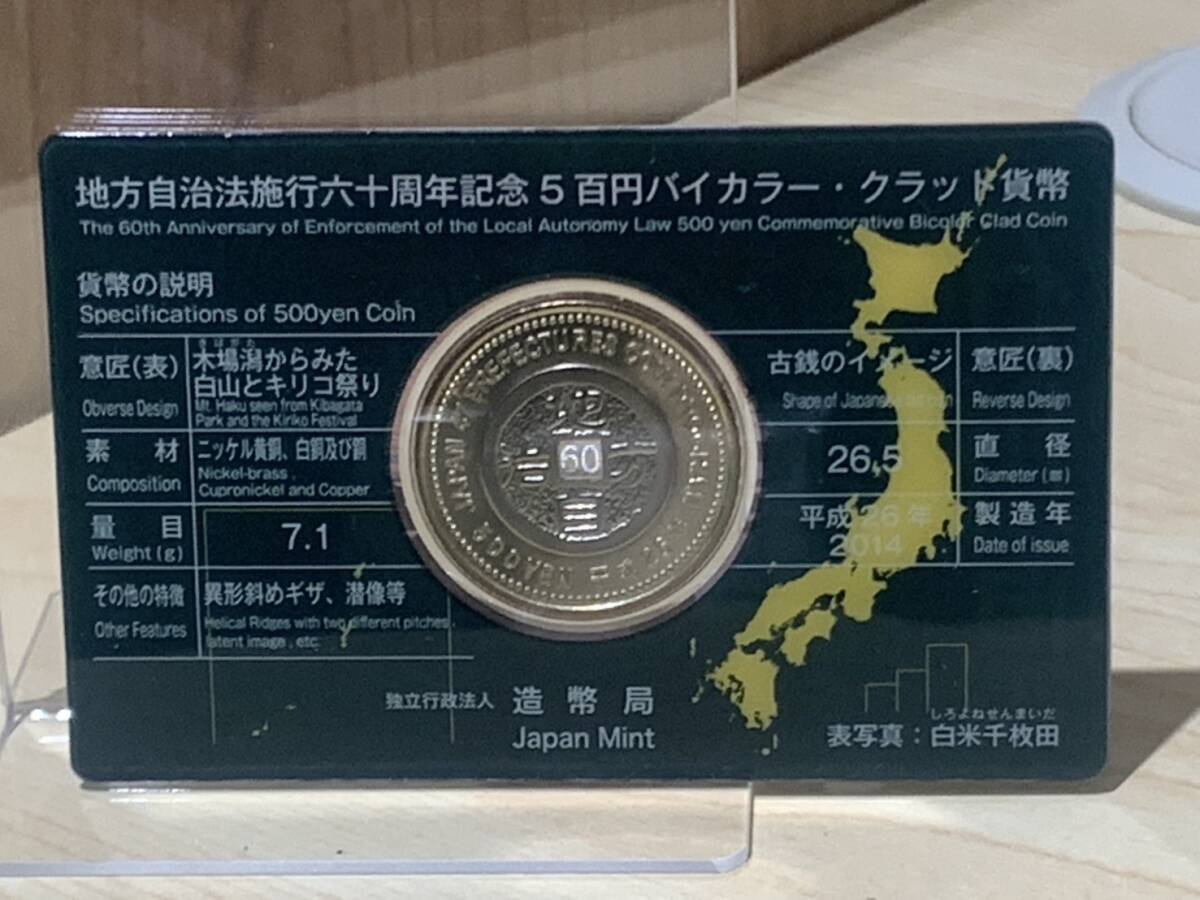 地方自治法施行六十周年記念5百円バイカラー・クラッド貨幣
The 60th Anniversary of Enforcement of the Local Autonomy Law 500 yen Commemorative Bicolor Clad Coin
貨幣の説明
Specifications of 500yen Coin
意匠(表)
Obverse Design
きばがた
木場潟からみた
白山とキリコ祭り
Mt. Haku seen from Kibagata
Park and the Kiriko Festival
素材
Composition
ニッケル黄銅、白銅及び銅
Nickel-brass,
Cupronickel and Copper
量目
Weight (g)
7.1
その他の特徴
Other Features
異形斜めギザ、潜像等
Helical Ridges with two different pitches,
latent image, etc.
JAPAN PREFECTURES
60
500 YEN
古銭のイメージ
Shape of Japanese
意匠(裏)
Reverse Design
26.5
直径
Diameter (㎜)
平成26年
2014
製造年
Date of issue
独立行政法人 造幣局
Japan Mint
しろよねせんまいだ
表写真:白米千枚田